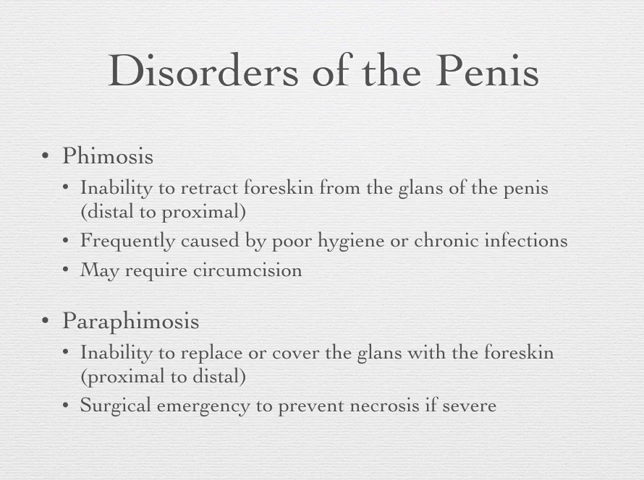 Disorders of the Penis
• Phimosis
• Inability to retract foreskin from the glans of the penis
(distal to proximal)
• Frequently caused by poor hygiene or chronic infections
• May require circumcision
• Paraphimosis
• Inability to replace or cover the glans with the foreskin
(proximal to distal)
• Surgical emergency to prevent necrosis if severe